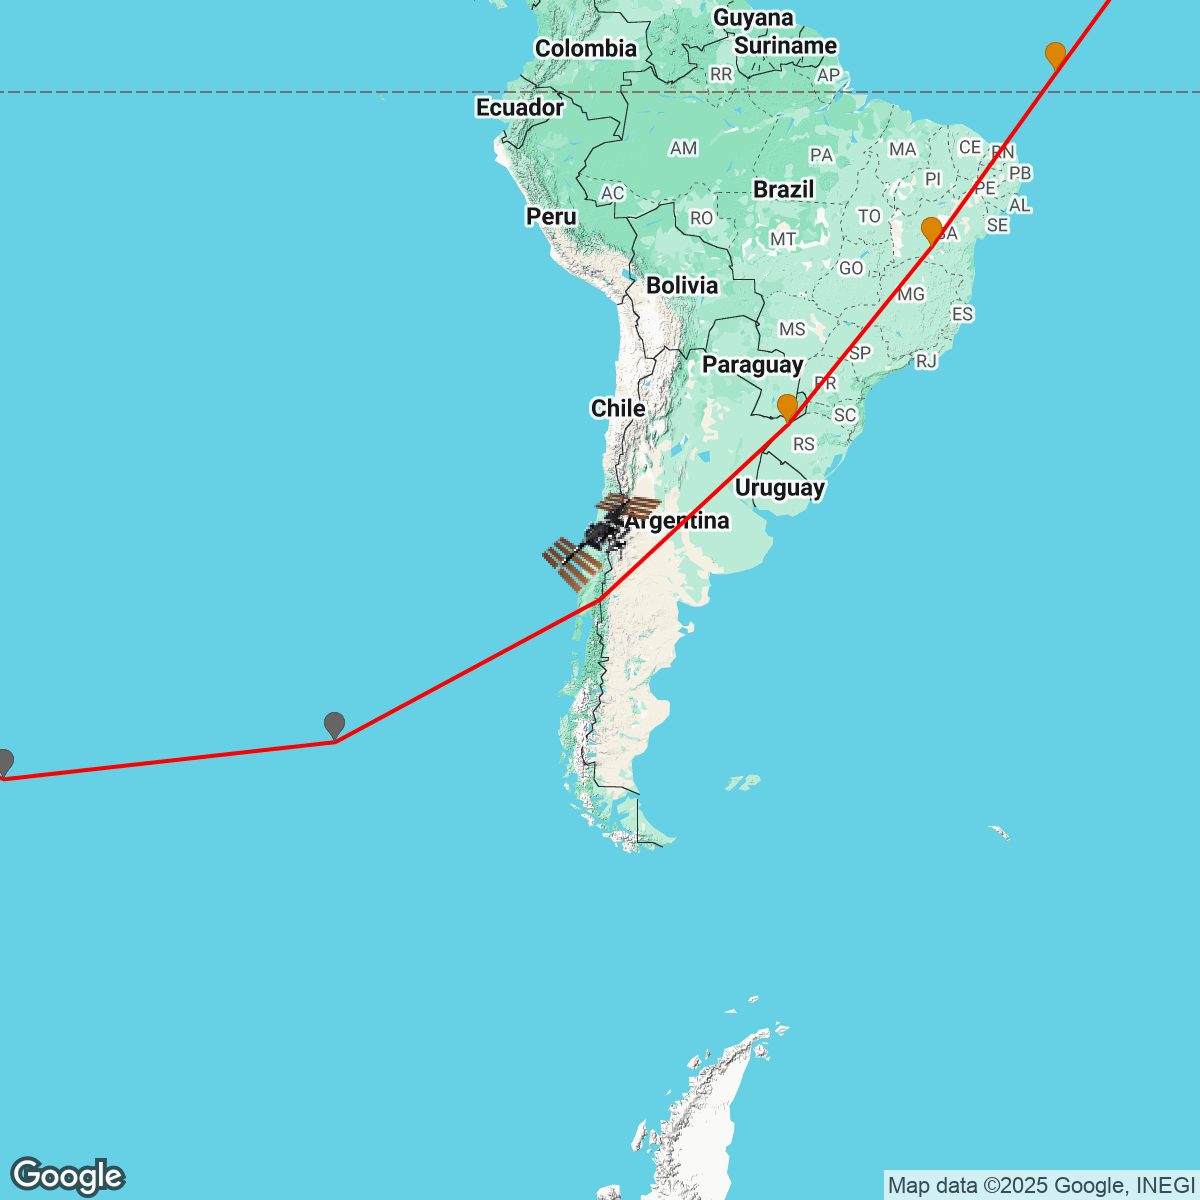 Guyana
Colombia
Suriname
RR
AP
Ecuador
AM
PA
MA
CE
RN
PI
PB
PE
Brazil
AC
AL
Peru
RO
TO
SE
MT
GO
Bolivia
MG
ES
MS
SP
RJ
Paraguay
PR
Chile
SC
RS
Uruguay
Argentina
Google
Map data ©2025 Google, INEGI